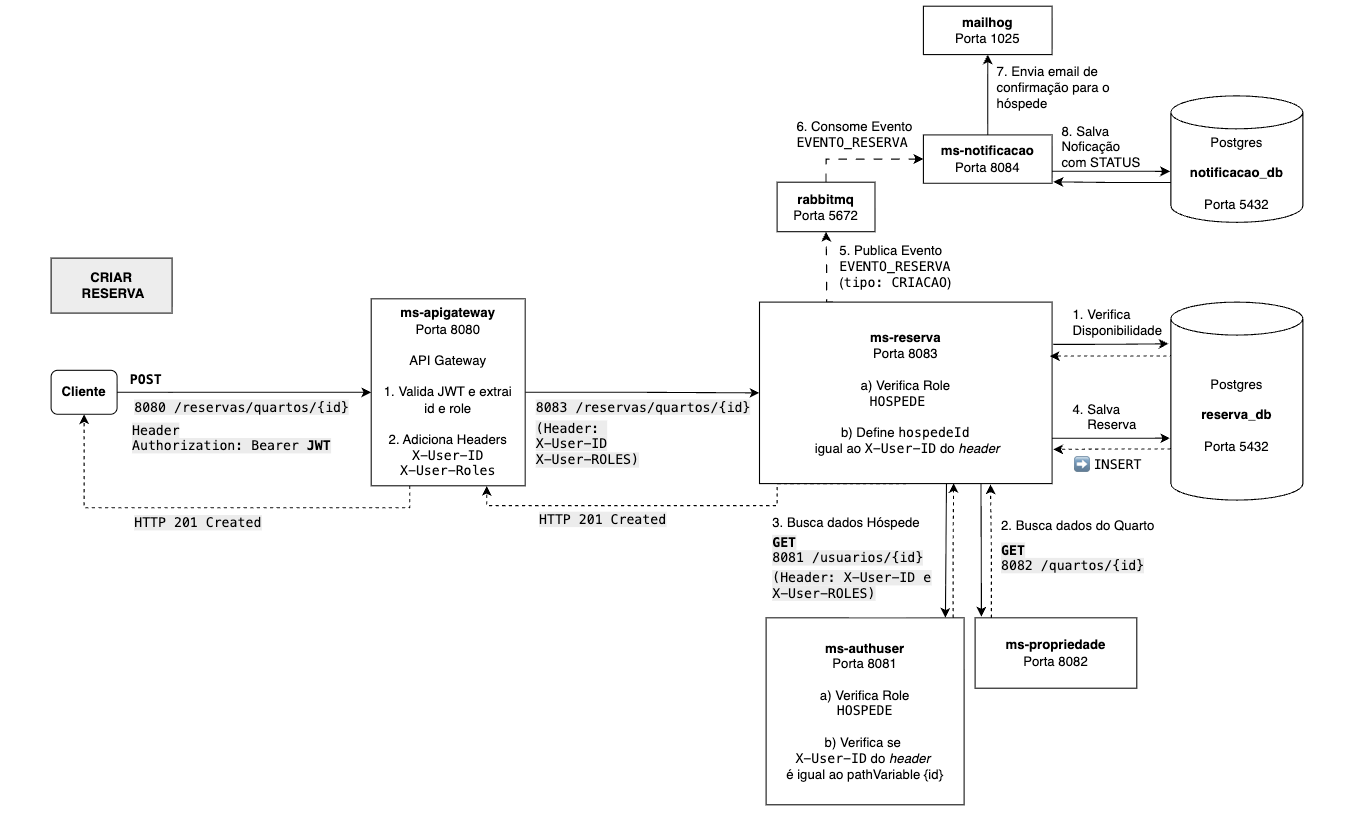 mailhog
Porta 1025
7. Envia email de
confirmação para o
hóspede
6. Consome Evento
EVENTO_RESERVA
ms-notificacao
Porta 8084
8. Salva
Noficação
com STATUS
Postgres
notificacao_db
Porta 5432
rabbitmq
Porta 5672
5. Publica Evento
EVENTO_RESERVA
(tipo: CRIACAO)
CRIAR
RESERVA
Cliente
POST
8080 /reservas/quartos/{id}
Header
Authorization: Bearer JWT
ms-apigateway
Porta 8080
API Gateway
1. Valida JWT e extrai
id e role
2. Adiciona Headers
X-User-ID
X-User-Roles
8083 /reservas/quartos/{id}
(Header:
X-User-ID
X-User-ROLES)
ms-reserva
Porta 8083
a) Verifica Role
HOSPEDE
b) Define hospedeId
igual ao X-User-ID do header
1. Verifica
Disponibilidade
4. Salva
Reserva
➡️ INSERT
Postgres
reserva_db
Porta 5432
HTTP 201 Created
HTTP 201 Created
3. Busca dados Hóspede
GET
8081 /usuarios/{id}
(Header: X-User-ID e
X-User-ROLES)
2. Busca dados do Quarto
GET
8082 /quartos/{id}
ms-authuser
Porta 8081
a) Verifica Role
HOSPEDE
b) Verifica se
X-User-ID do header
é igual ao pathVariable {id}
ms-propriedade
Porta 8082